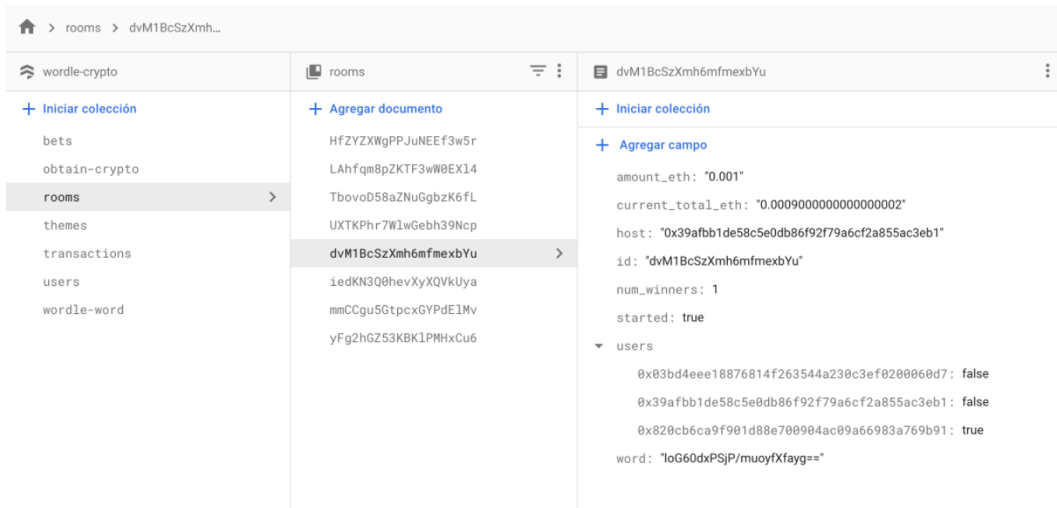 rooms > dvM1BcSzXmh...
wordle-crypto
Iniciar colección
bets
obtain-crypto
rooms
themes
transactions
users
wordle-word
rooms
Agregar documento
HfZYZXWgPPJuNEEf3w5r
LAhfqm8pZKTF3wW0EXl4
TbovoD58aZNuGgbzK6fL
UXTKPhr7WlwGebh39Ncp
dvM1BcSzXmh6mfmexbYu
iedKN3Q0hevXyXQVkUya
mmCCgu5GtpcxGYPdElMv
yFg2hGZ53KBKlPMHxCu6
dvM1BcSzXmh6mfmexbYu
Iniciar colección
Agregar campo
amount_eth: "0.001"
current_total_eth: "0.0009000000000000002"
host: "0x39afbb1de58c5e0db86f92f79a6cf2a855ac3eb1"
id: "dvM1BcSzXmh6mfmexbYu"
num_winners: 1
started: true
users
0x03bd4eee18876814f263544a230c3ef0200060d7: false
0x39afbb1de58c5e0db86f92f79a6cf2a855ac3eb1: false
0x820cb6ca9f901d88e700904ac09a66983a769b91: true
word: "loG60dxPSjP/muoyfXfayg=="